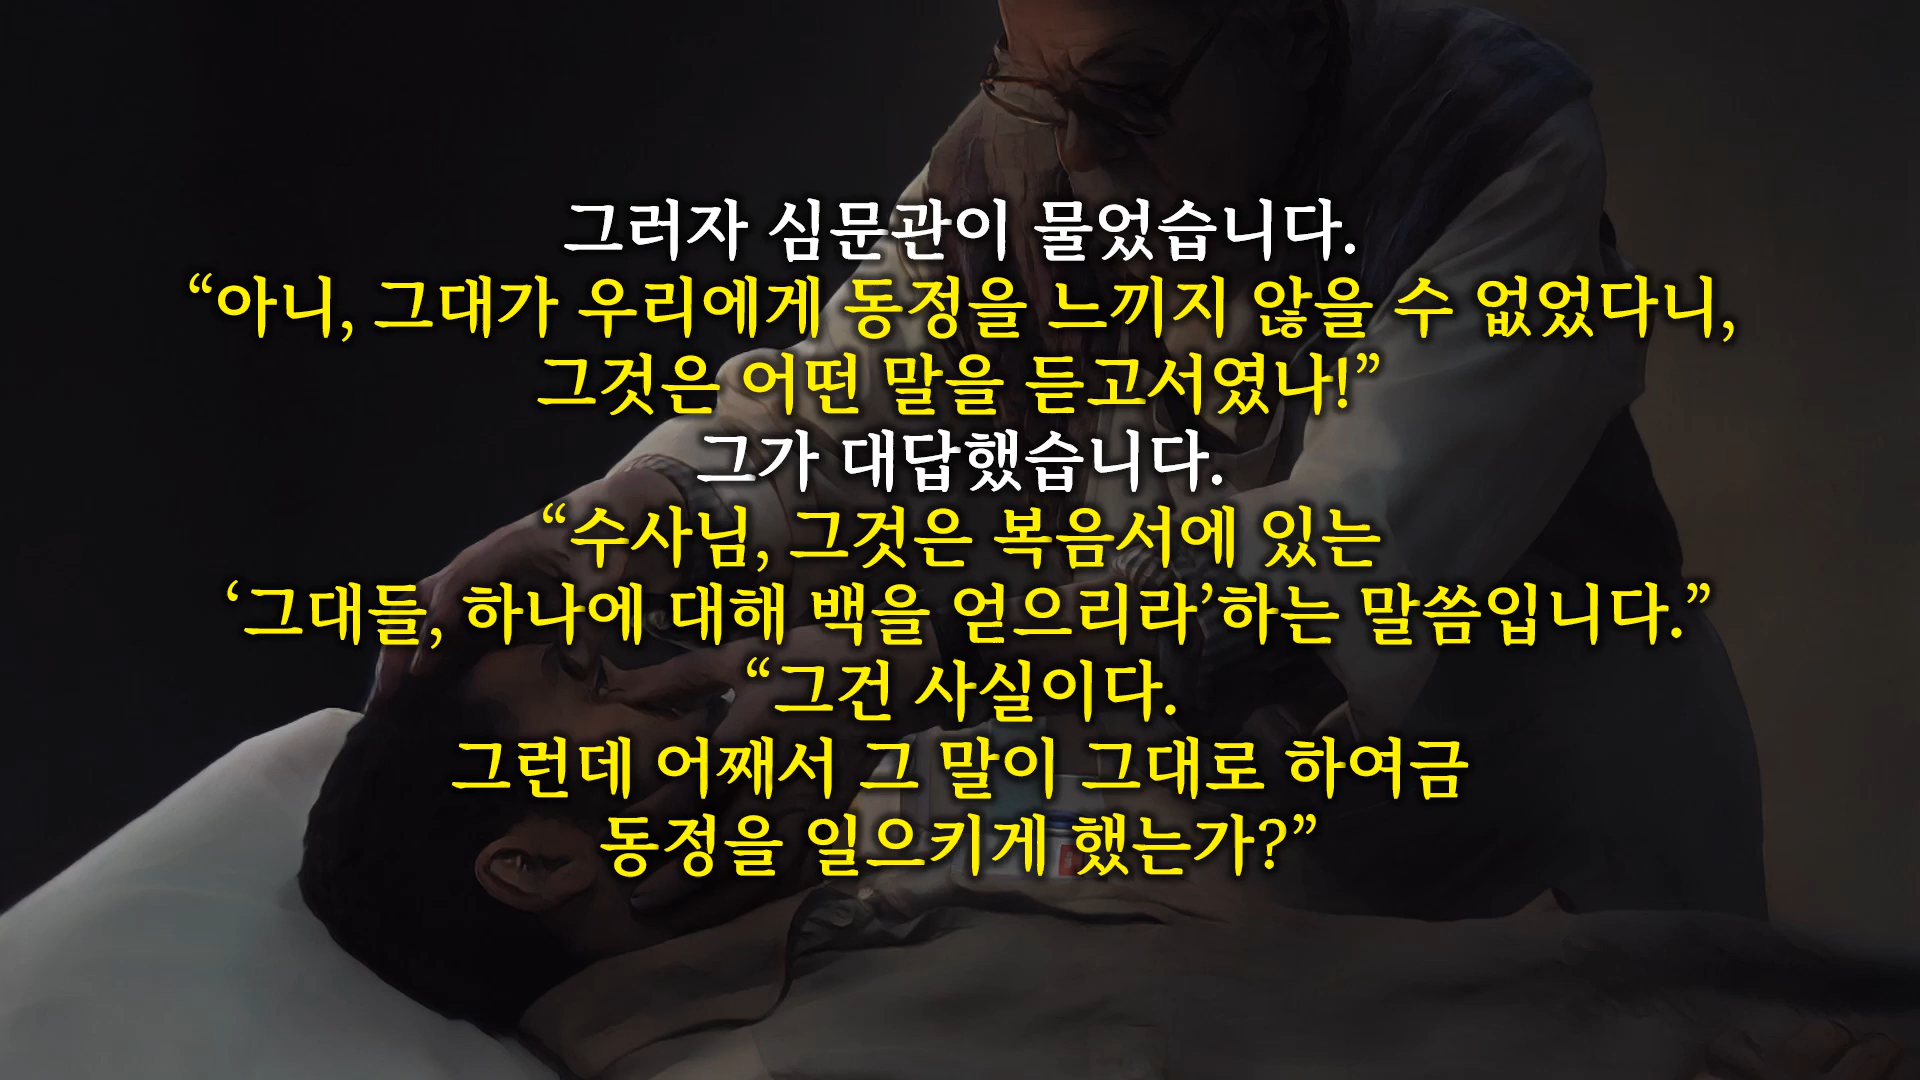 그러자 심문관이 물었습니다.
“아니, 그대가 우리에게 동정을 느끼지 않을 수 없었다니,
그것은 어떤 말을 듣고서였나!”
그가 대답했습니다.
“수사님, 그것은 복음서에 있는
‘그대들, 하나에 대해 백을 얻으리라’하는 말씀입니다.”
“그건 사실이다.
그런데 어째서 그 말이 그대로 하여금
동정을 일으키게 했는가?”